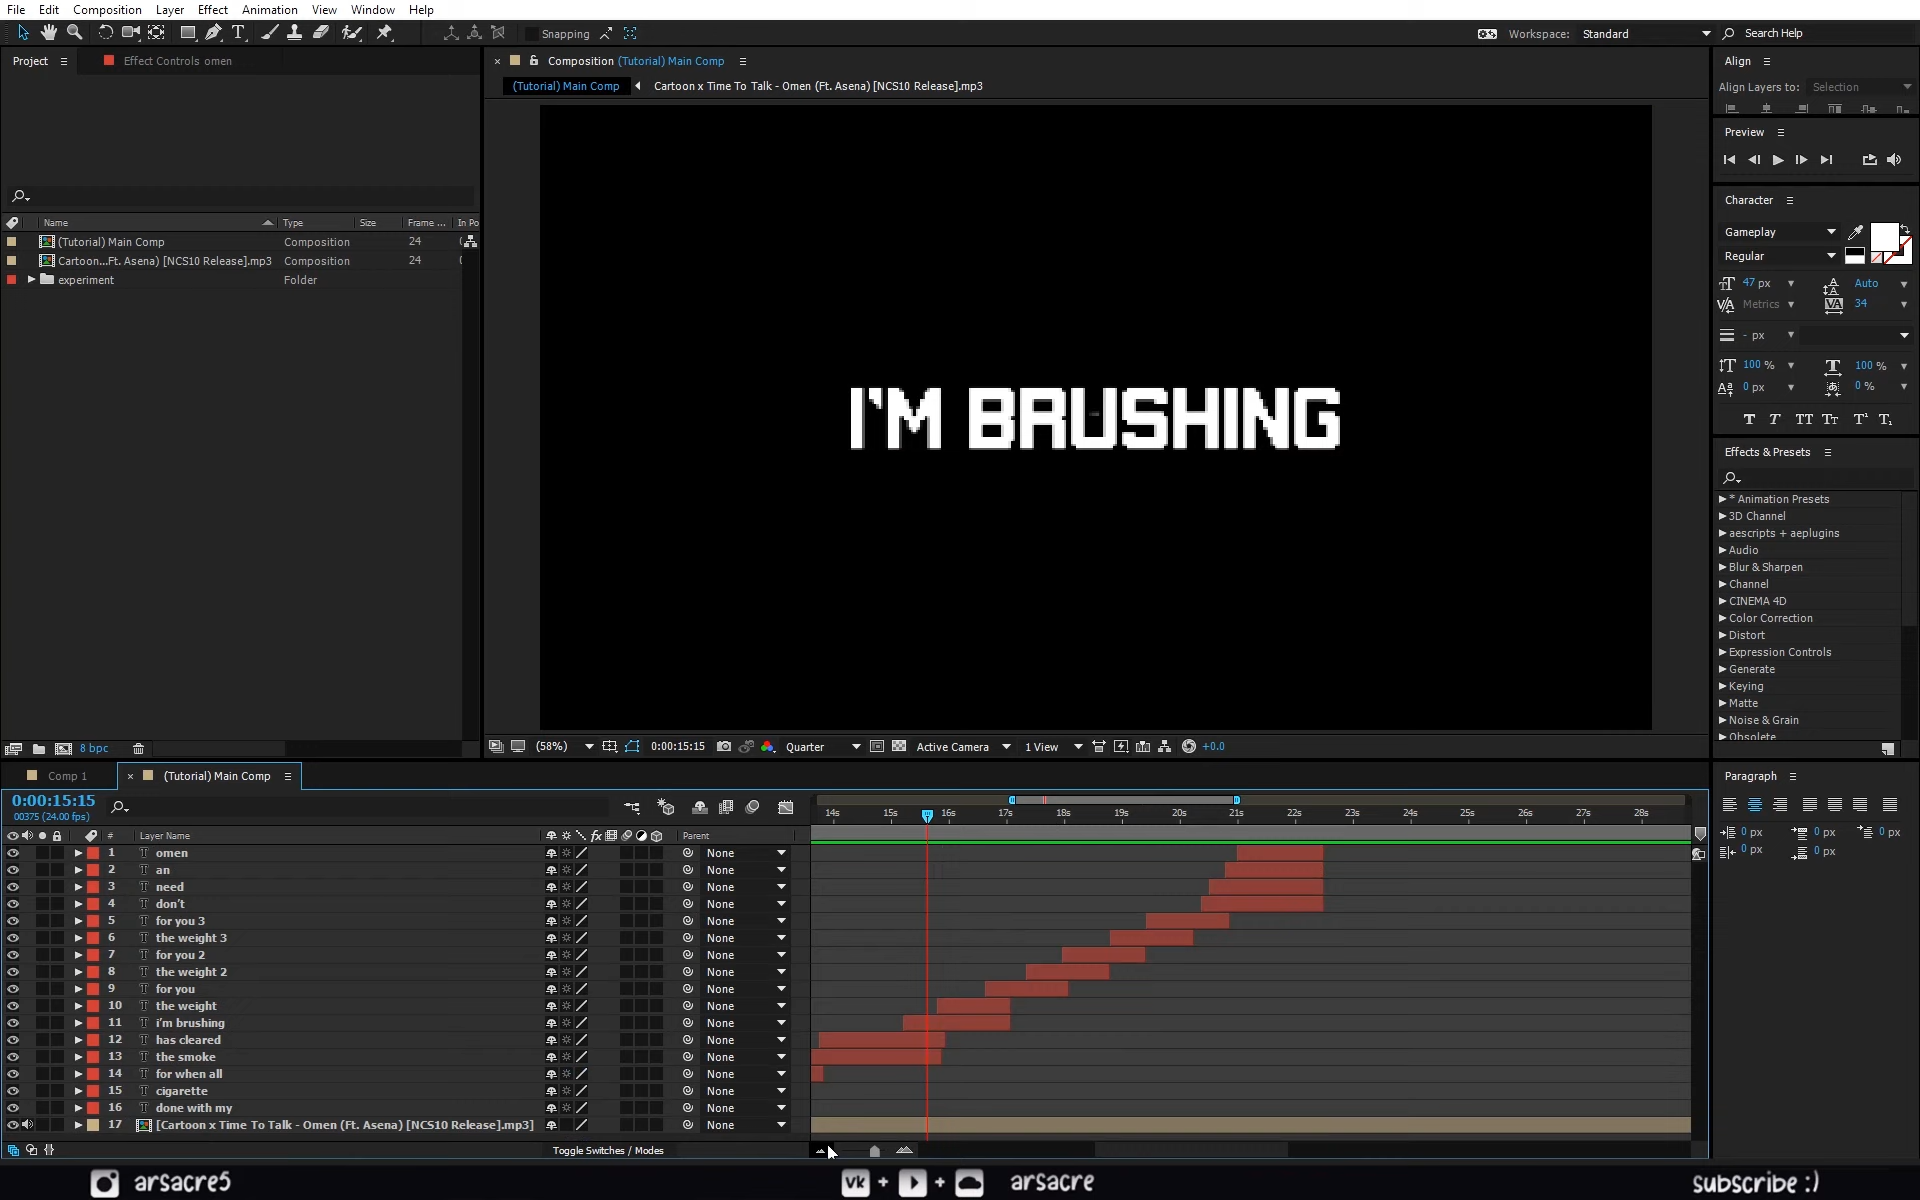 File Edit Composition Layer Effect Animation View Window Help
Snapping
Workspace: Standard Search Help
Project Effect Controls omen
Composition (Tutorial) Main Comp
(Tutorial) Main Comp Cartoon x Time To Talk - Omen (Ft. Asena) [NCS10 Release].mp3
Align
Align Layers to: Selection
Preview
Character
Gameplay
Regular
47 px Auto
Metrics 34
- px
100 % 100 %
0 px 0 %
Effects & Presets
* Animation Presets
3D Channel
aescripts + aeplugins
Audio
Blur & Sharpen
Channel
CINEMA 4D
Color Correction
Distort
Expression Controls
Generate
Keying
Matte
Noise & Grain
Obsolete
Name Type Size Frame ... In Po
(Tutorial) Main Comp Composition 24
Cartoon...Ft. Asena) [NCS10 Release].mp3 Composition 24
experiment Folder
I'M BRUSHING
8 bpc
(58%) 0:00:15:15 Quarter Active Camera 1 View +0.0
Comp 1 (Tutorial) Main Comp
0:00:15:15
00375 (24.00 fps)
14s 15s 16s 17s 18s 19s 20s 21s 22s 23s 24s 25s 26s 27s 28s
# Layer Name Parent
1 omen None
2 an None
3 need None
4 don't None
5 for you 3 None
6 the weight 3 None
7 for you 2 None
8 the weight 2 None
9 for you None
10 the weight None
11 i'm brushing None
12 has cleared None
13 the smoke None
14 for when all None
15 cigarette None
16 done with my None
17 [Cartoon x Time To Talk - Omen (Ft. Asena) [NCS10 Release].mp3] None
Toggle Switches / Modes
Paragraph
0 px 0 px 0 px
0 px 0 px
arsacre5 + + arsacre subscribe :)